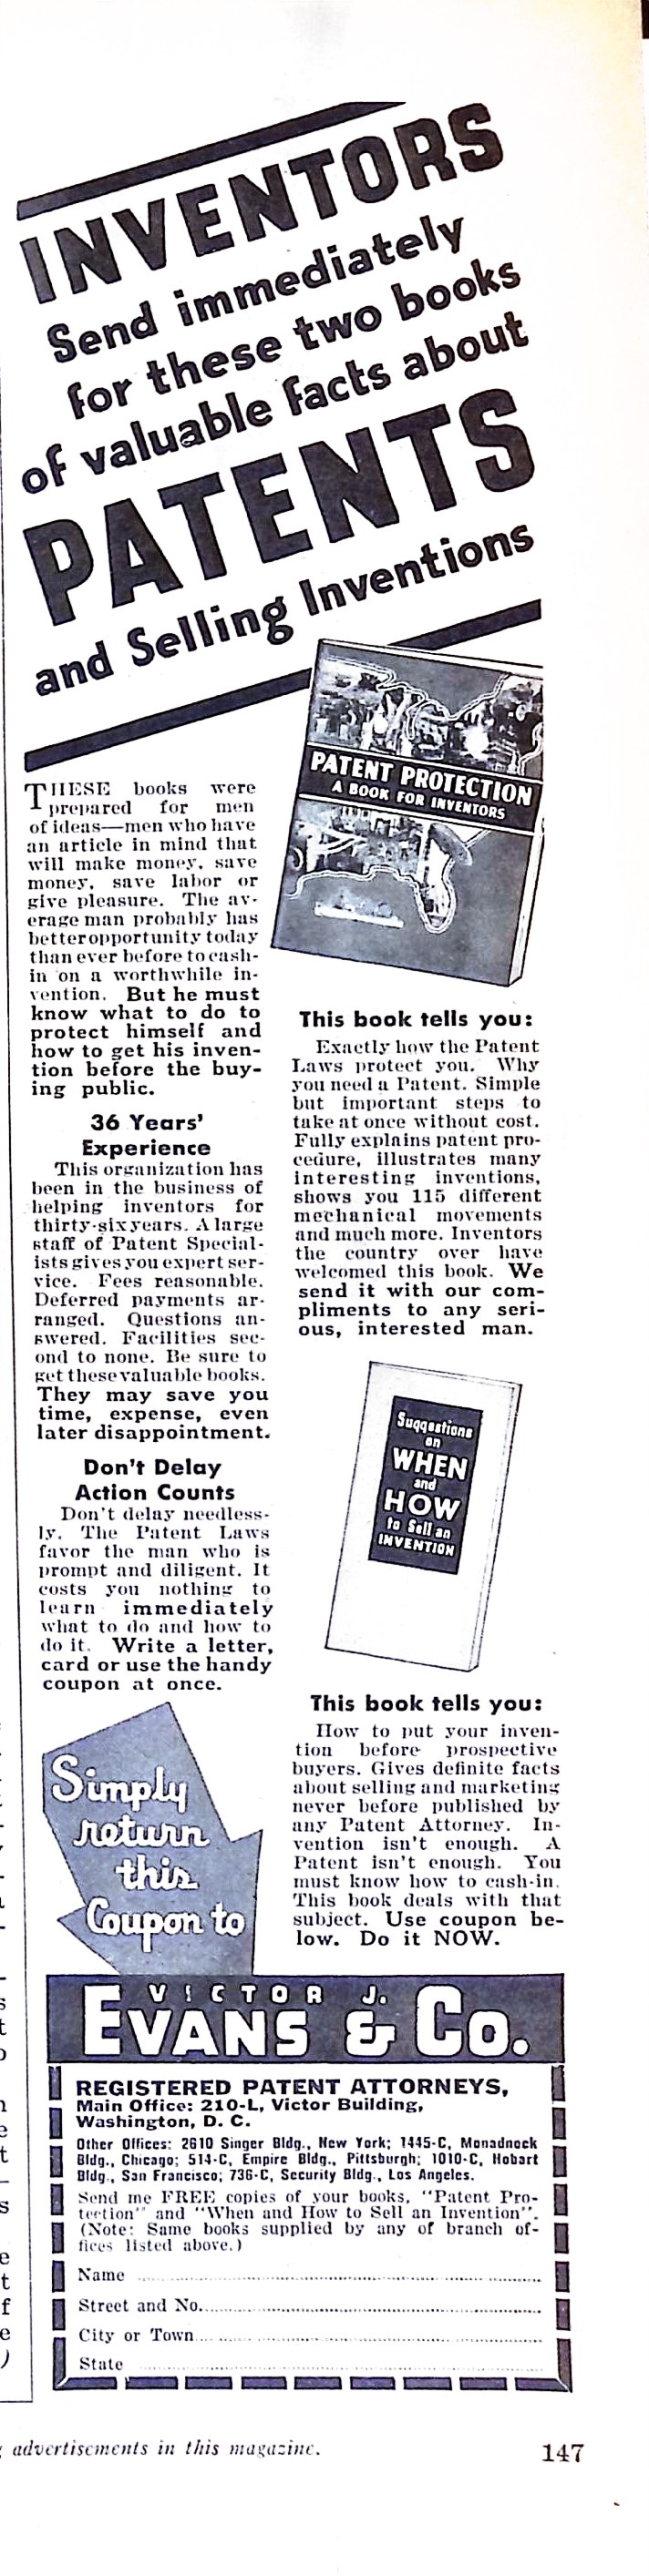 INVENTORS
Send immediately
for these two books
of valuable facts about
PATENTS
and Selling Inventions
PATENT PROTECTION
A BOOK FOR INVENTORS
THESE books were
prepared for men
of ideas—men who have
an article in mind that
will make money, save
money, save labor or
give pleasure. The av-
erage man probably has
better opportunity today
than ever before to cash-
in on a worthwhile in-
vention. But he must
know what to do to
protect himself and
how to get his inven-
tion before the buy-
ing public.
36 Years'
Experience
This organization has
been in the business of
helping inventors for
thirty-six years. A large
staff of Patent Special-
ists gives you expert ser-
vice. Fees reasonable.
Deferred payments ar-
ranged. Questions an-
swered. Facilities sec-
ond to none. Be sure to
get these valuable books.
They may save you
time, expense, even
later disappointment.
Don't Delay
Action Counts
Don't delay needless-
ly. The Patent Laws
favor the man who is
prompt and diligent. It
costs you nothing to
learn immediately
what to do and how to
do it. Write a letter,
card or use the handy
coupon at once.
This book tells you:
Exactly how the Patent
Laws protect you. Why
you need a Patent. Simple
but important steps to
take at once without cost.
Fully explains patent pro-
cedure, illustrates many
interesting inventions,
shows you 115 different
mechanical movements
and much more. Inventors
the country over have
welcomed this book. We
send it with our com-
pliments to any seri-
ous, interested man.
Suggestions
on
WHEN
and
HOW
to Sell an
INVENTION
This book tells you:
How to put your inven-
tion before prospective
buyers. Gives definite facts
about selling and marketing
never before published by
any Patent Attorney. In-
vention isn't enough. A
Patent isn't enough. You
must know how to cash-in.
This book deals with that
subject. Use coupon be-
low. Do it NOW.
Simply
return
this
Coupon to
VICTOR J.
EVANS & Co.
REGISTERED PATENT ATTORNEYS,
Main Office: 210-L, Victor Building,
Washington, D. C.
Other Offices: 2610 Singer Bldg., New York; 1445-C, Monadnock
Bldg., Chicago; 514-C, Empire Bldg., Pittsburgh; 1010-C, Hobart
Bldg., San Francisco; 736-C, Security Bldg., Los Angeles.
Send me FREE copies of your books, "Patent Pro-
tection" and "When and How to Sell an Invention".
(Note: Same books supplied by any of branch of-
fices listed above.)
Name
Street and No.
City or Town
State
advertisements in this magazine.
147